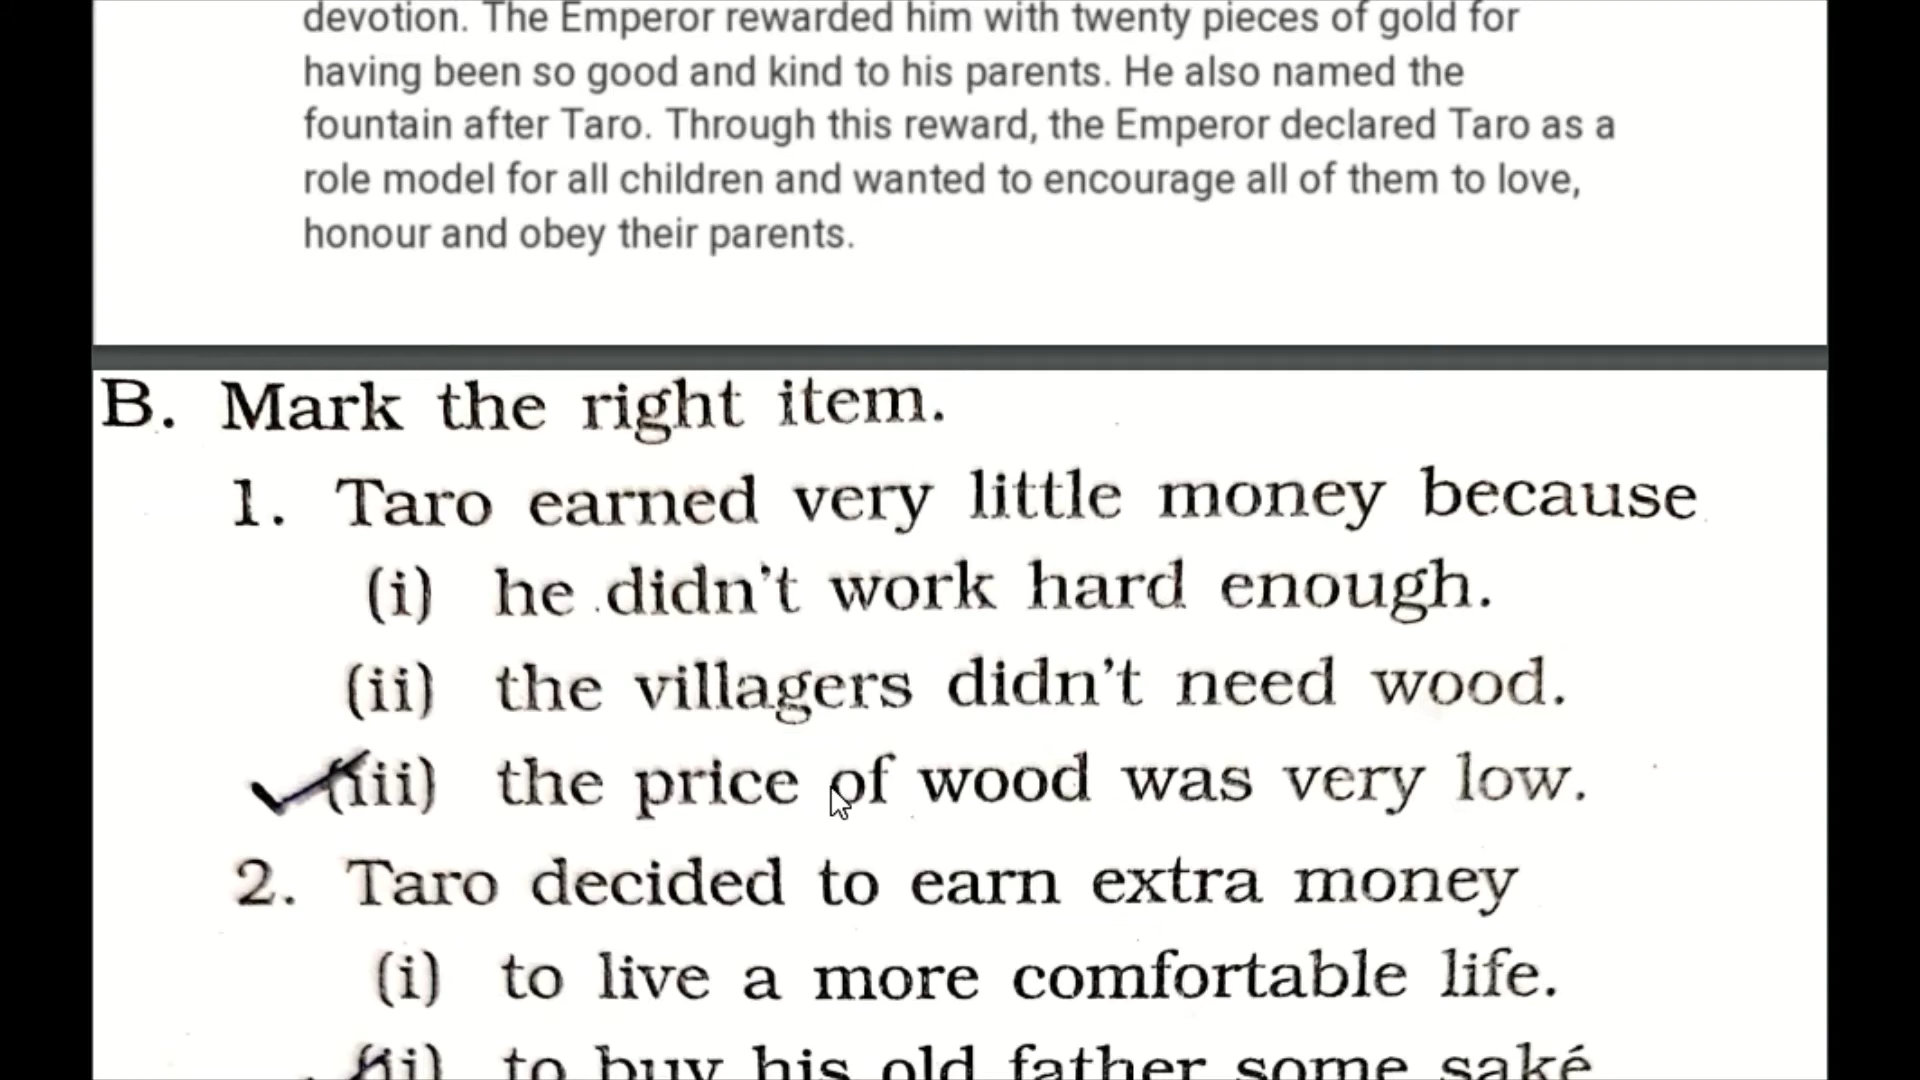 devotion. The Emperor rewarded him with twenty pieces of gold for
having been so good and kind to his parents. He also named the
fountain after Taro. Through this reward, the Emperor declared Taro as a
role model for all children and wanted to encourage all of them to love,
honour and obey their parents.
B. Mark the right item.
1. Taro earned very little money because
(i) he didn't work hard enough.
(ii) the villagers didn't need wood.
(iii) the price of wood was very low.
2. Taro decided to earn extra money
(i) to live a more comfortable life.
(ii) to buy his old father some saké